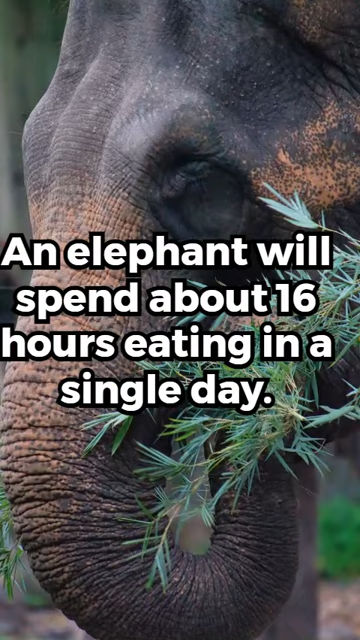 An elephant will
spend about 16
hours eating in a
single day.